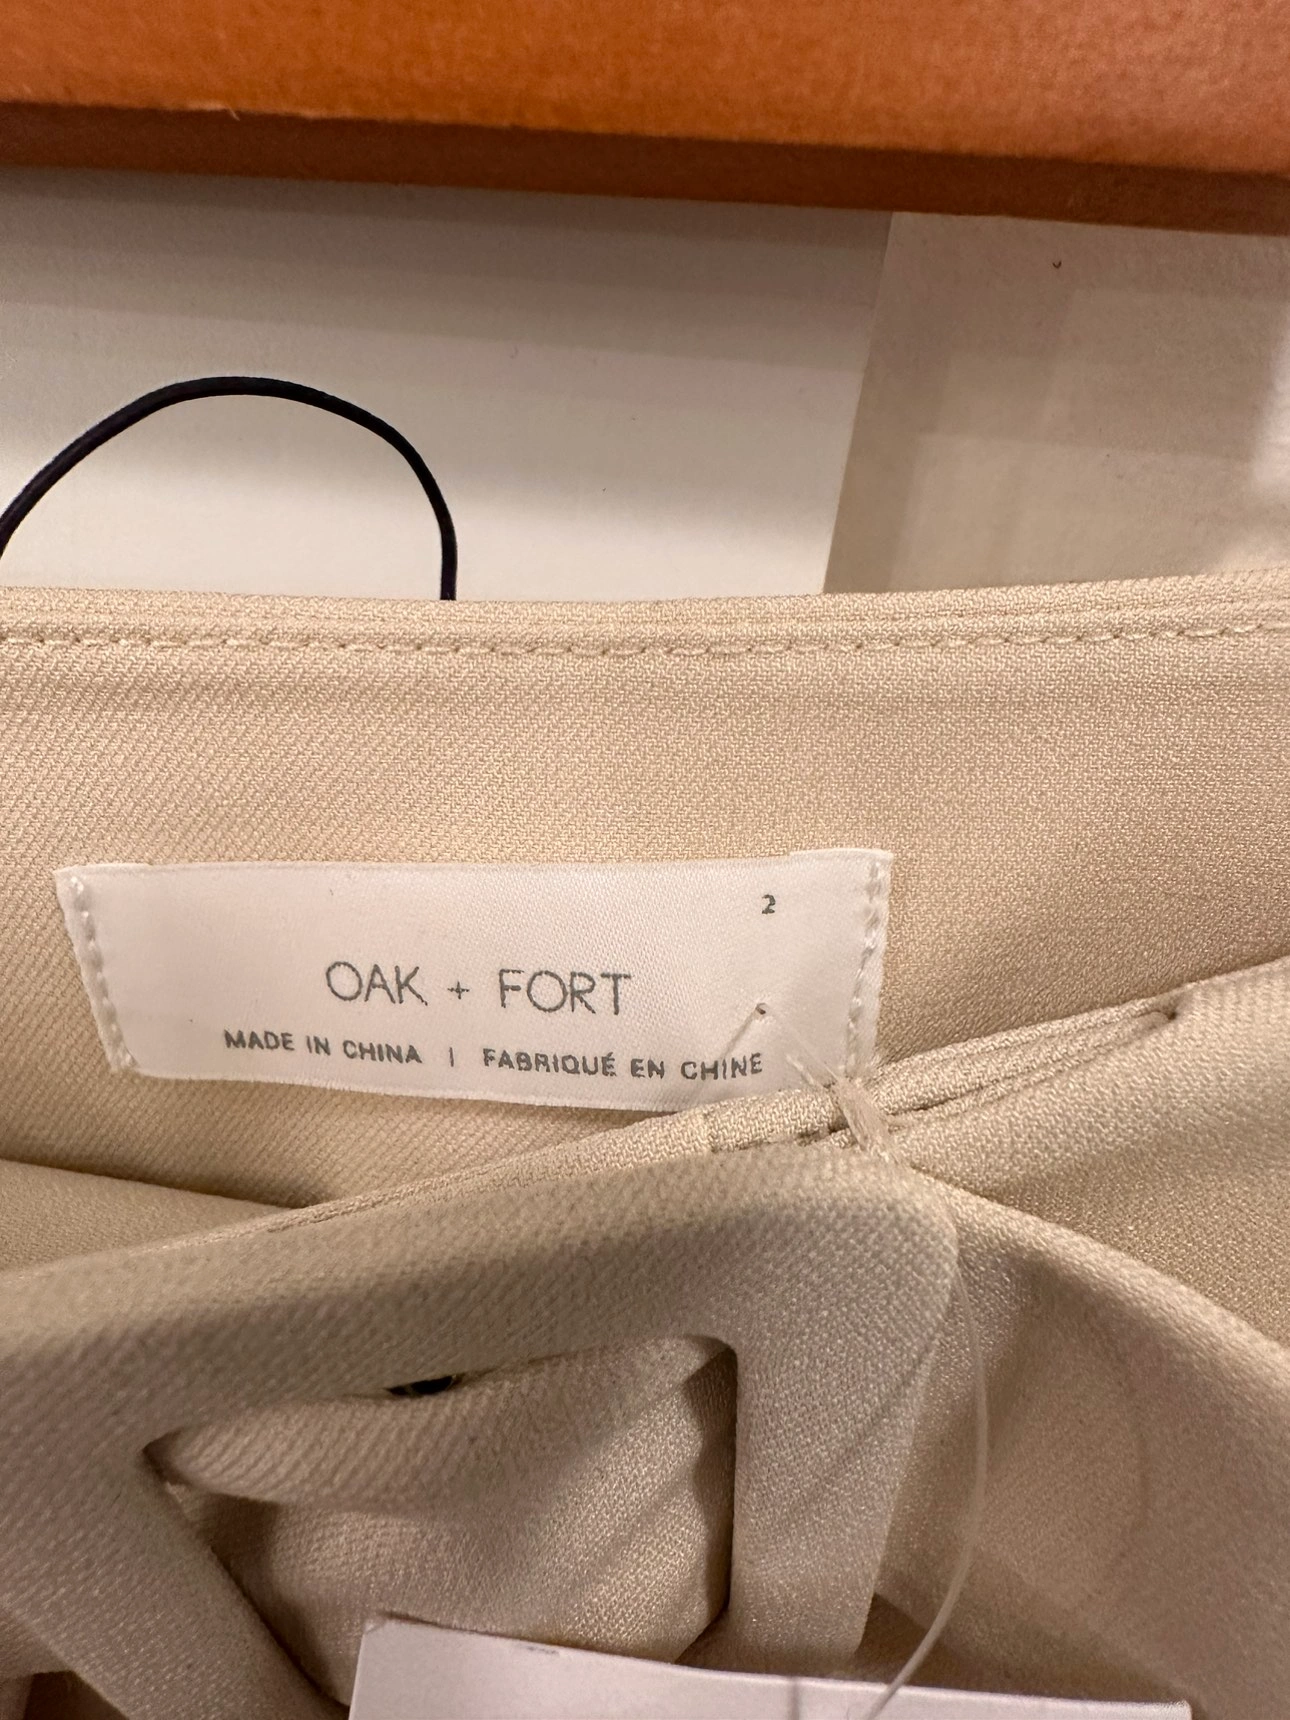 2
OAK + FORT
MADE IN CHINA | FABRIQUÉ EN CHINE